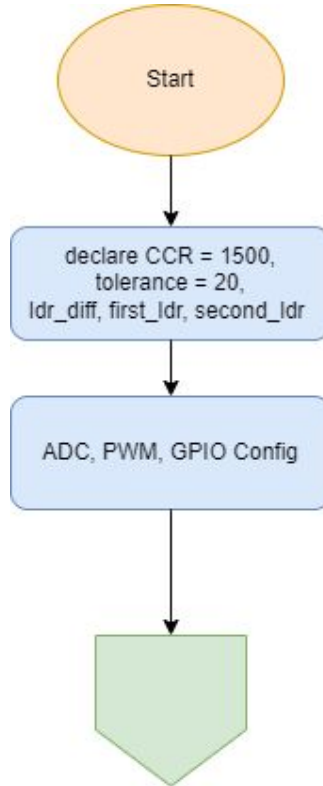 Start
declare CCR = 1500,
tolerance = 20,
ldr_diff, first_ldr, second_ldr
ADC, PWM, GPIO Config